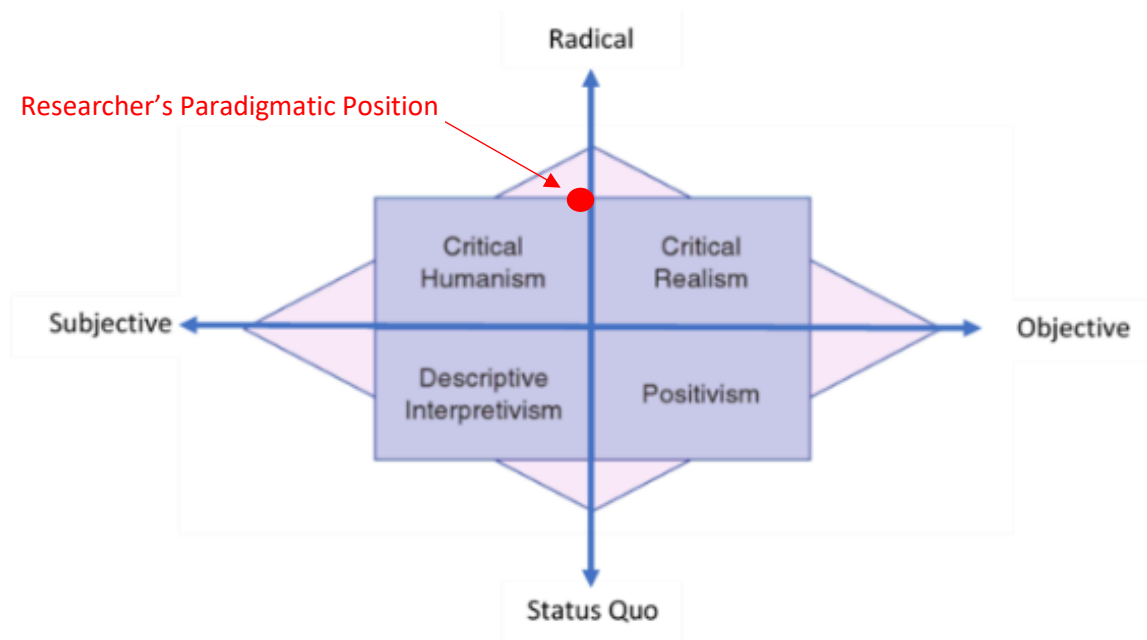 Radical
Researcher’s Paradigmatic Position
Critical
Humanism
Critical
Realism
Subjective
Objective
Descriptive
Interpretivism
Positivism
Status Quo